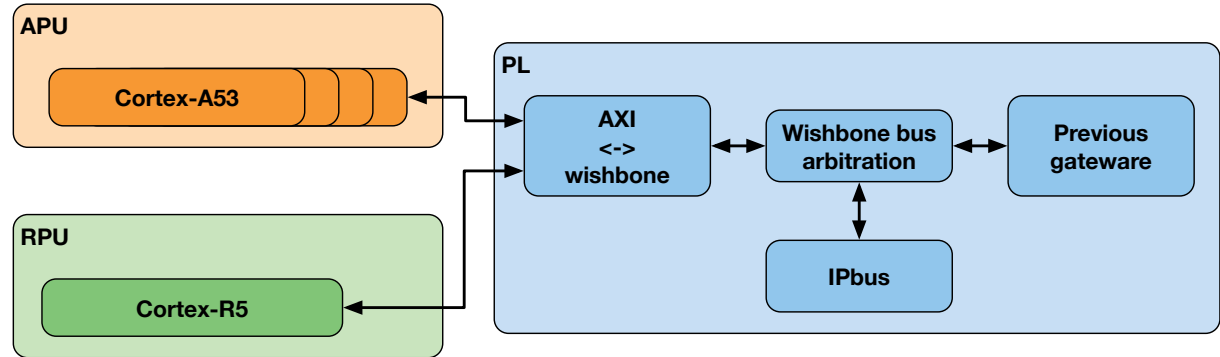 APU
Cortex-A53
RPU
Cortex-R5
PL
AXI
<->
wishbone
Wishbone bus
arbitration
Previous
gateware
IPbus